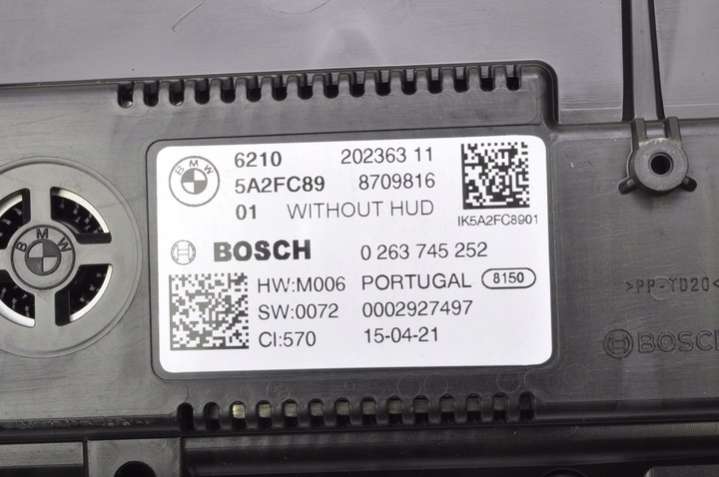 BMW
6210 202363 11
5A2FC89 8709816
01 WITHOUT HUD
IK5A2FC8901
BOSCH 0 263 745 252
HW:M006 PORTUGAL 8150
SW:0072 0002927497
CI:570 15-04-21
BMW
>PP-TD20<
BOSCH